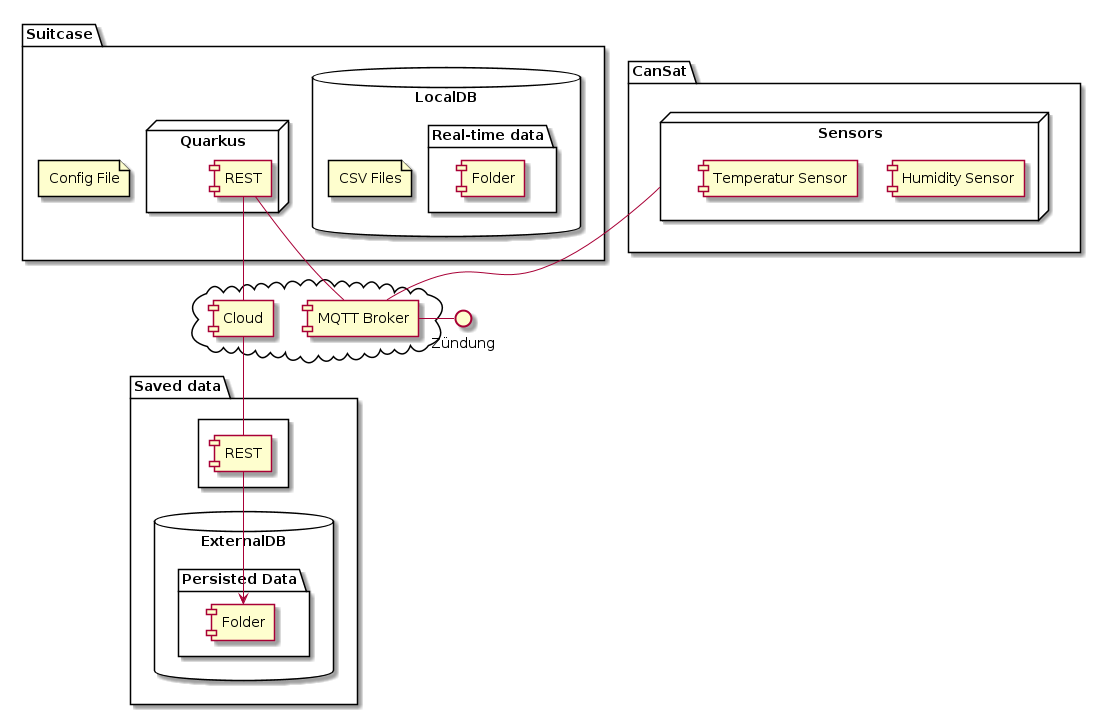 Suitcase
LocalDB
Real-time data
Quarkus
Config File
REST
CSV Files
Folder
CanSat
Sensors
Temperatur Sensor
Humidity Sensor
Cloud
MQTT Broker
Zündung
Saved data
REST
ExternalDB
Persisted Data
Folder